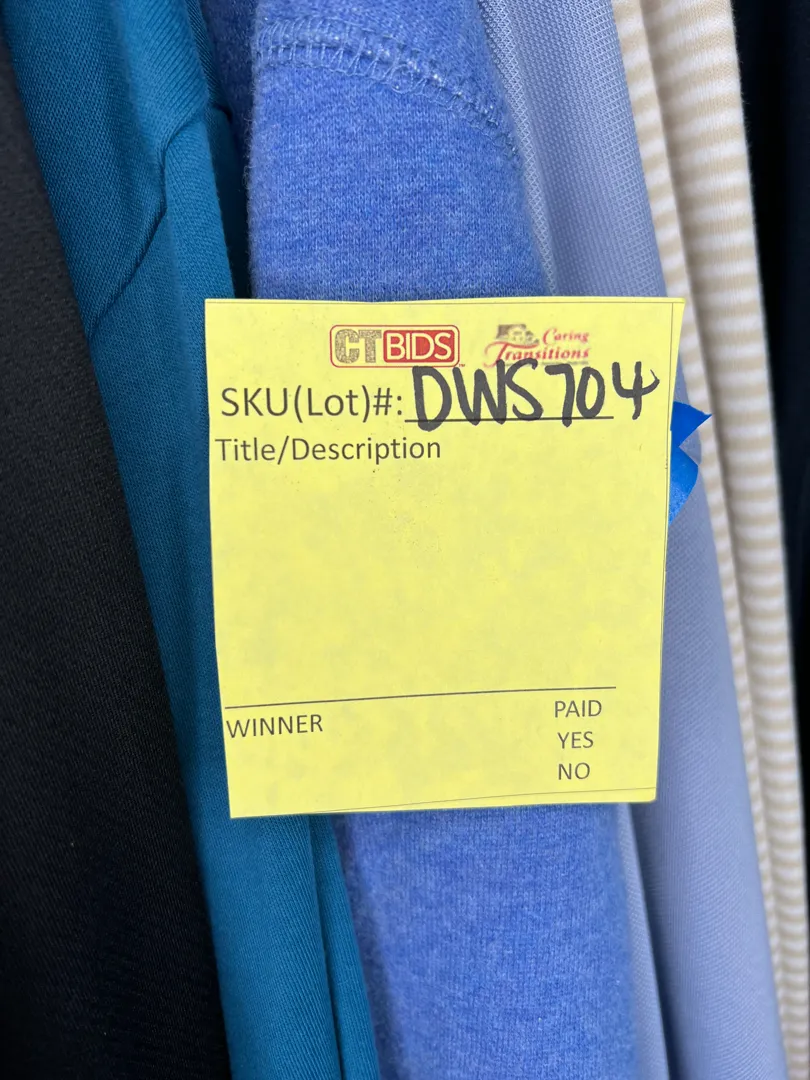 CTBIDS Caring Transitions
SKU(Lot)#: DWS704
Title/Description
WINNER PAID
YES
NO